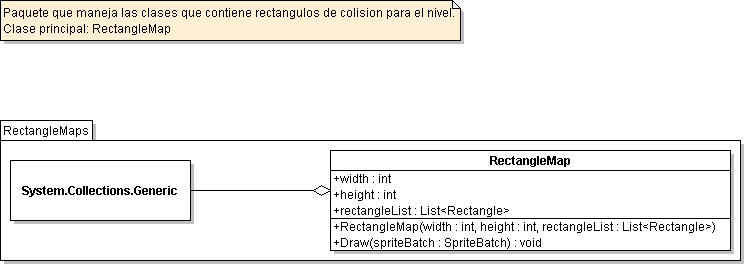 Paquete que maneja las clases que contiene rectangulos de colision para el nivel.
Clase principal: RectangleMap
RectangleMaps
System.Collections.Generic
RectangleMap
+width : int
+height : int
+rectangleList : List<Rectangle>
+RectangleMap(width : int, height : int, rectangleList : List<Rectangle>)
+Draw(spriteBatch : SpriteBatch) : void